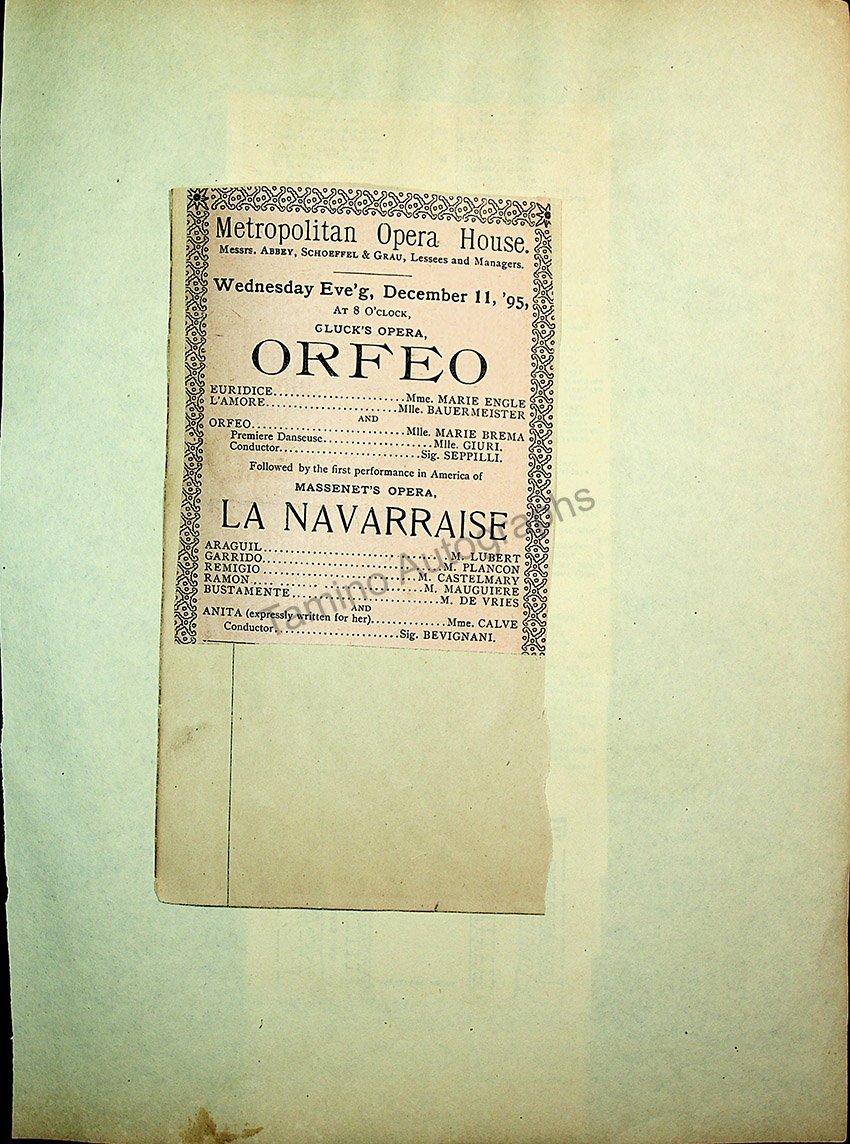 Metropolitan Opera House.
Messrs. ABBEY, SCHOEFFEL & GRAU, Lessees and Managers.
Wednesday Eve'g, December 11, '95,
AT 8 O'CLOCK,
GLUCK'S OPERA,
ORFEO
EURIDICE........................Mme. MARIE ENGLE
L'AMORE........................Mlle. BAUERMEISTER
AND
ORFEO............................Mlle. MARIE BREMA
Premiere Danseuse....................Mlle. GIURI.
Conductor..........................Sig. SEPPILLI.
Followed by the first performance in America of
MASSENET'S OPERA,
LA NAVARRAISE
ARAGUIL..................................M. LUBERT
GARRIDO.................................M. PLANCON
REMIGIO..............................M. CASTELMARY
RAMON...............................M. MAUGUIERE
BUSTAMENTE............................M. DE VRIES
AND
ANITA (expressly written for her).............Mme. CALVE
Conductor......................Sig. BEVIGNANI.
Tamino Autographs